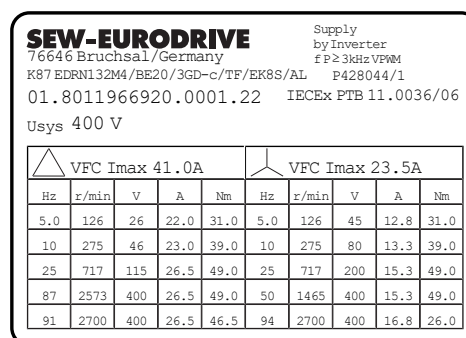 SEW-EURODRIVE
76646 Bruchsal/Germany
Supply
by Inverter
fP≥3kHzVPWM
K87 EDRN132M4/BE20/3GD-c/TF/EK8S/AL P428044/1
01.8011966920.0001.22 IECEx PTB 11.0036/06
Usys 400 V
VFC Imax 41.0A VFC Imax 23.5A
Hz r/min V A Nm Hz r/min V A Nm
5.0 126 26 22.0 31.0 5.0 126 45 12.8 31.0
10 275 46 23.0 39.0 10 275 80 13.3 39.0
25 717 115 26.5 49.0 25 717 200 15.3 49.0
87 2573 400 26.5 49.0 50 1465 400 15.3 49.0
91 2700 400 26.5 46.5 94 2700 400 16.8 26.0